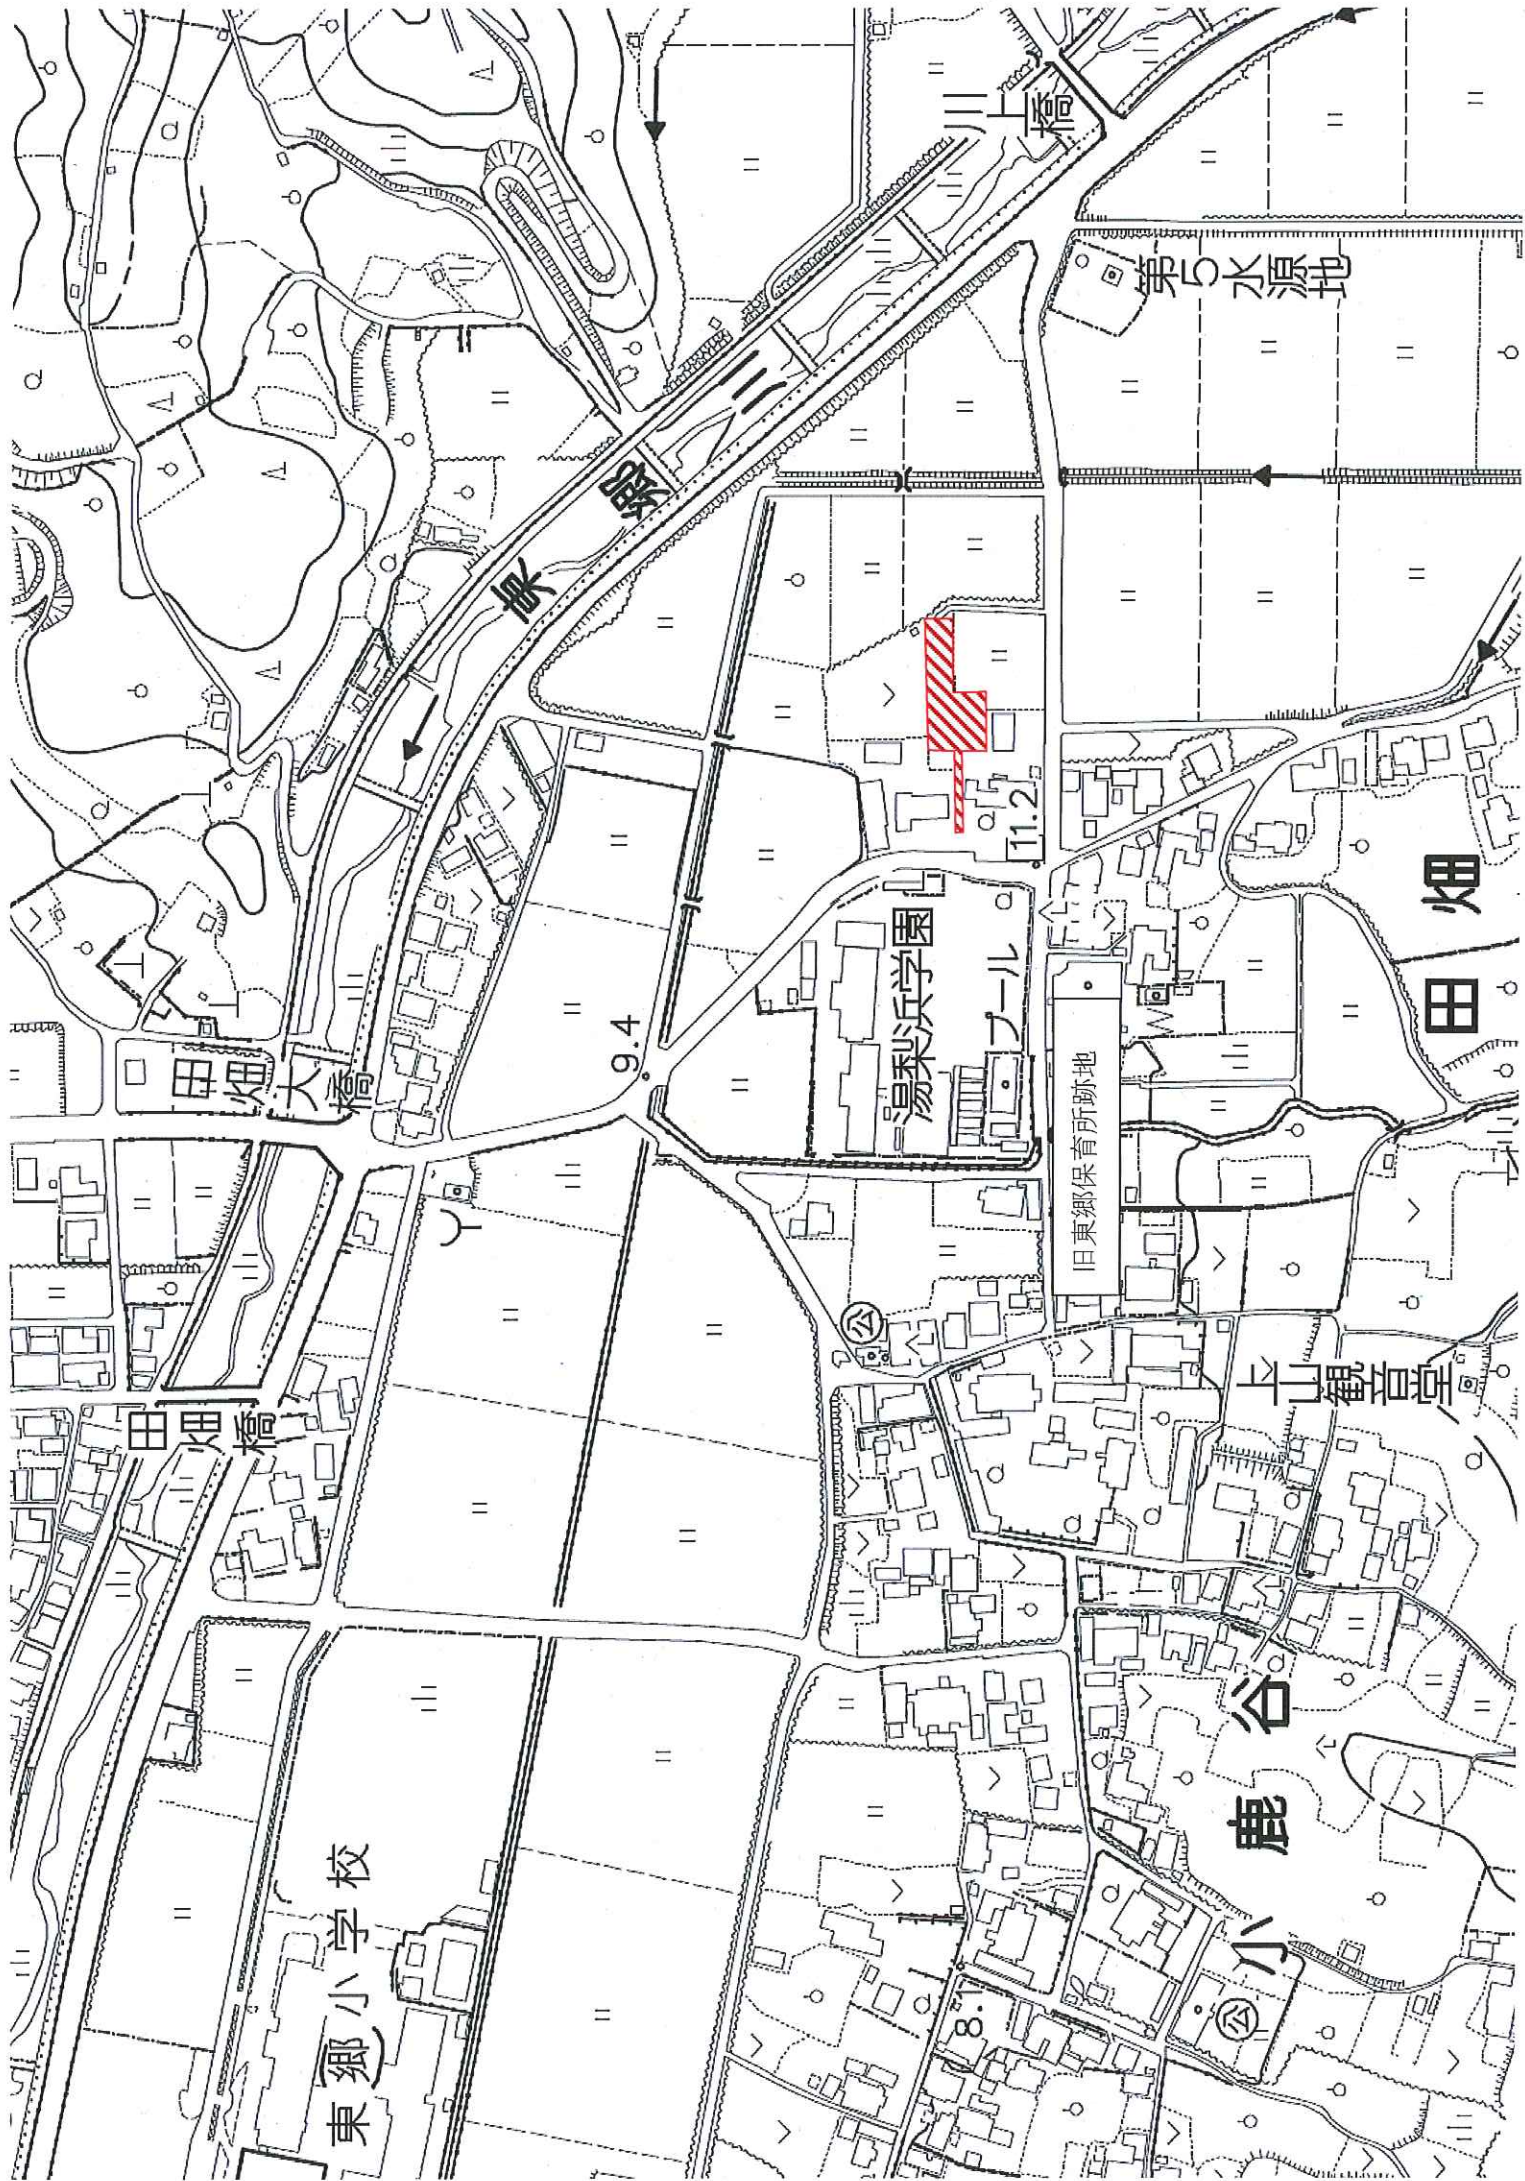 川上橋
第5水源地
東郷川
田畑大橋
9.4
湯梨浜学園
プール
11.2
旧東郷保育所跡地
田畑
田畑橋
公
上山観音堂
東郷小学校
8.1
小鹿谷
公